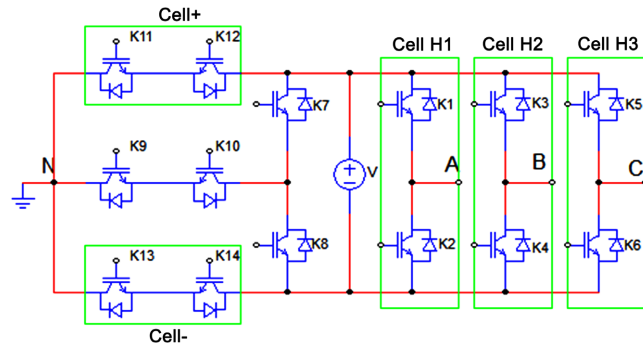 Cell+
Cell H1
Cell H2
Cell H3
K11
K12
K7
K1
K3
K5
K9
K10
N
V
A
B
C
K8
K2
K4
K6
K13
K14
Cell-